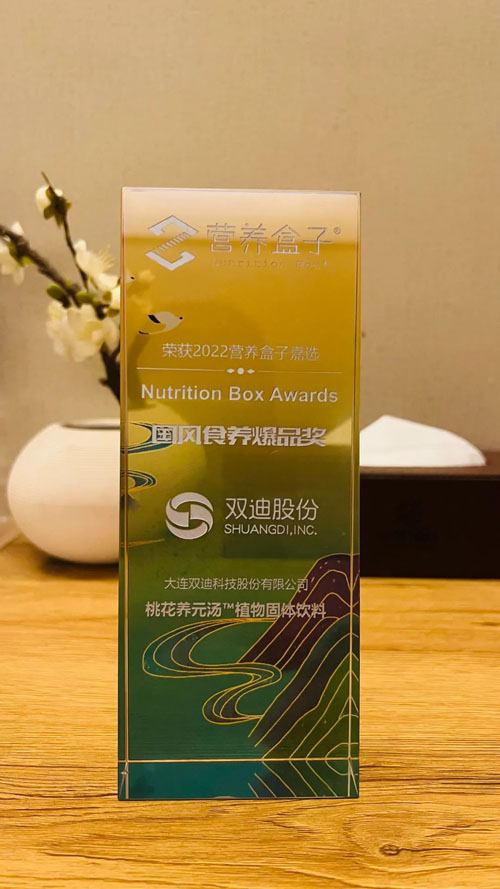 营养盒子®
荣获2022营养盒子嘉选
Nutrition Box Awards
国风食养爆品奖
双迪股份
SHUANGDI,INC.
大连双迪科技股份有限公司
桃花养元汤™植物固体饮料